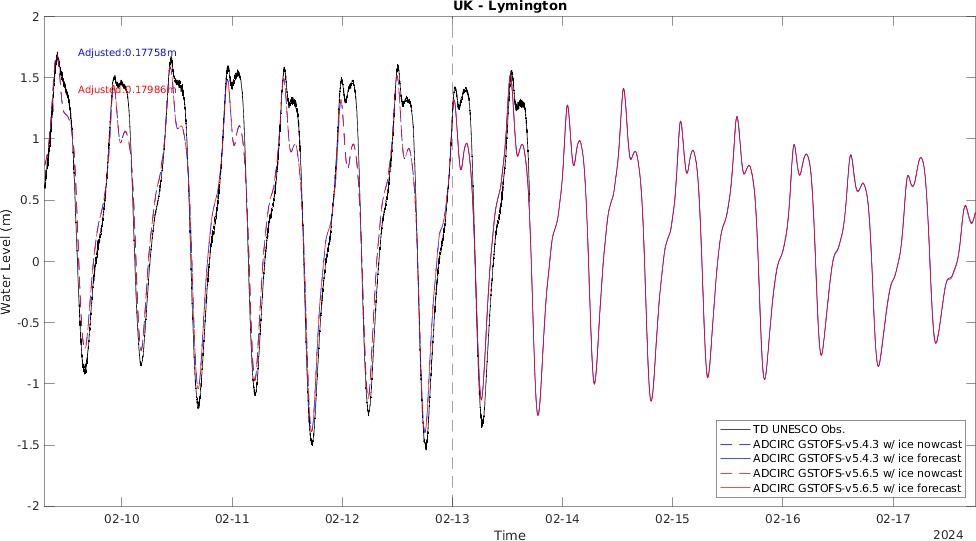 UK - Lymington
2
1.5
1
0.5
0
-0.5
-1
-1.5
-2
Water Level (m)
Adjusted:0.17758m
Adjusted:0.17986m
TD UNESCO Obs.
ADCIRC GSTOFS-v5.4.3 w/ ice nowcast
ADCIRC GSTOFS-v5.4.3 w/ ice forecast
ADCIRC GSTOFS-v5.6.5 w/ ice nowcast
ADCIRC GSTOFS-v5.6.5 w/ ice forecast
02-10 02-11 02-12 02-13 02-14 02-15 02-16 02-17
Time
2024